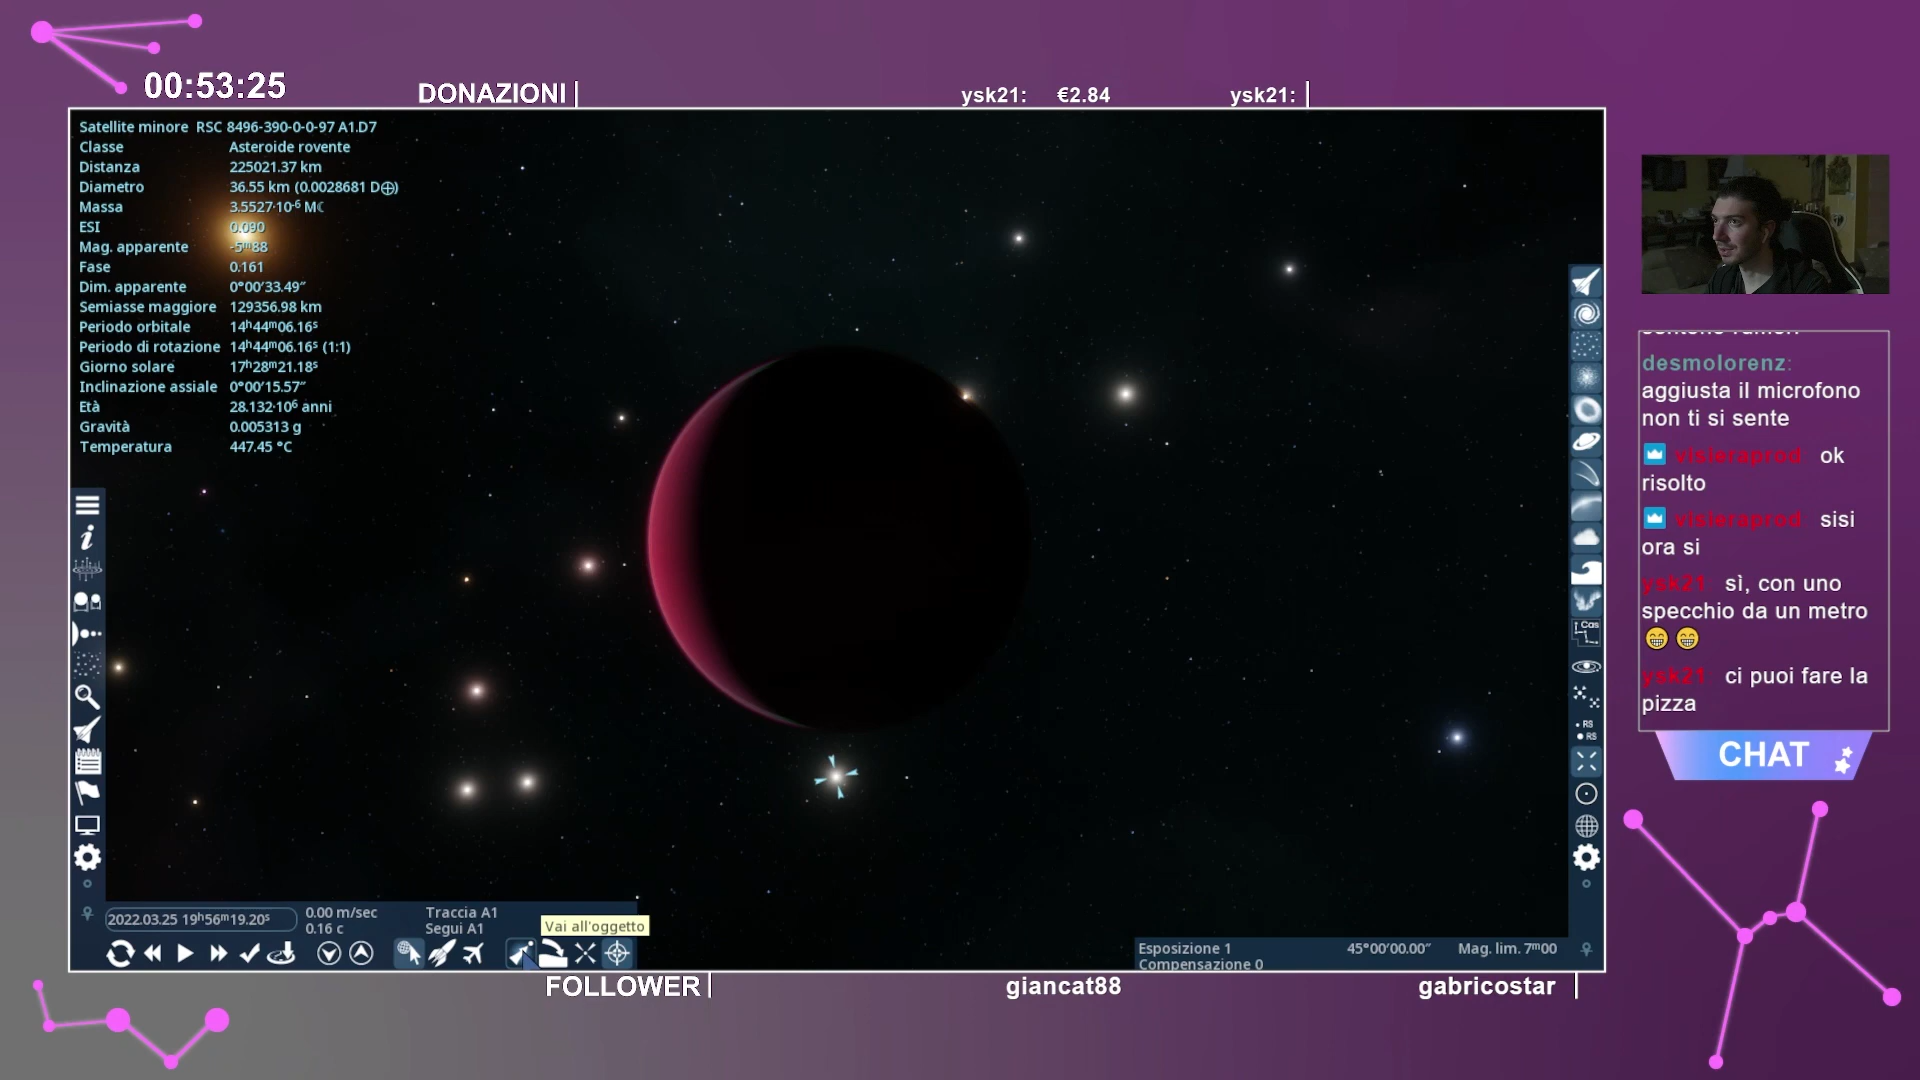 00:53:25
DONAZIONI
ysk21: €2.84
ysk21:
Satellite minore RSC 8496-390-0-0-97 A1.D7
Classe Asteroide rovente
Distanza 225021.37 km
Diametro 36.55 km (0.0028681 D⊕)
Massa 3.5527·10⁻⁶ M☾
ESI 0.090
Mag. apparente -5ᵐ88
Fase 0.161
Dim. apparente 0°00′33.49″
Semiasse maggiore 129356.98 km
Periodo orbitale 14ʰ44ᵐ06.16ˢ
Periodo di rotazione 14ʰ44ᵐ06.16ˢ (1:1)
Giorno solare 17ʰ28ᵐ21.18ˢ
Inclinazione assiale 0°00′15.57″
Età 28.132·10⁶ anni
Gravità 0.005313 g
Temperatura 447.45 °C
desmolorenz:
aggiusta il microfono
non ti si sente
visieraprod: ok
risolto
visieraprod: sisi
ora si
ysk21: sì, con uno
specchio da un metro
😁 😁
ysk21: ci puoi fare la
pizza
CHAT
Cas
RS
RS
2022.03.25 19ʰ56ᵐ19.20ˢ
0.00 m/sec
0.16 c
Traccia A1
Segui A1
Vai all'oggetto
Esposizione 1
Compensazione 0
45°00′00.00″
Mag. lim. 7ᵐ00
FOLLOWER
giancat88
gabricostar